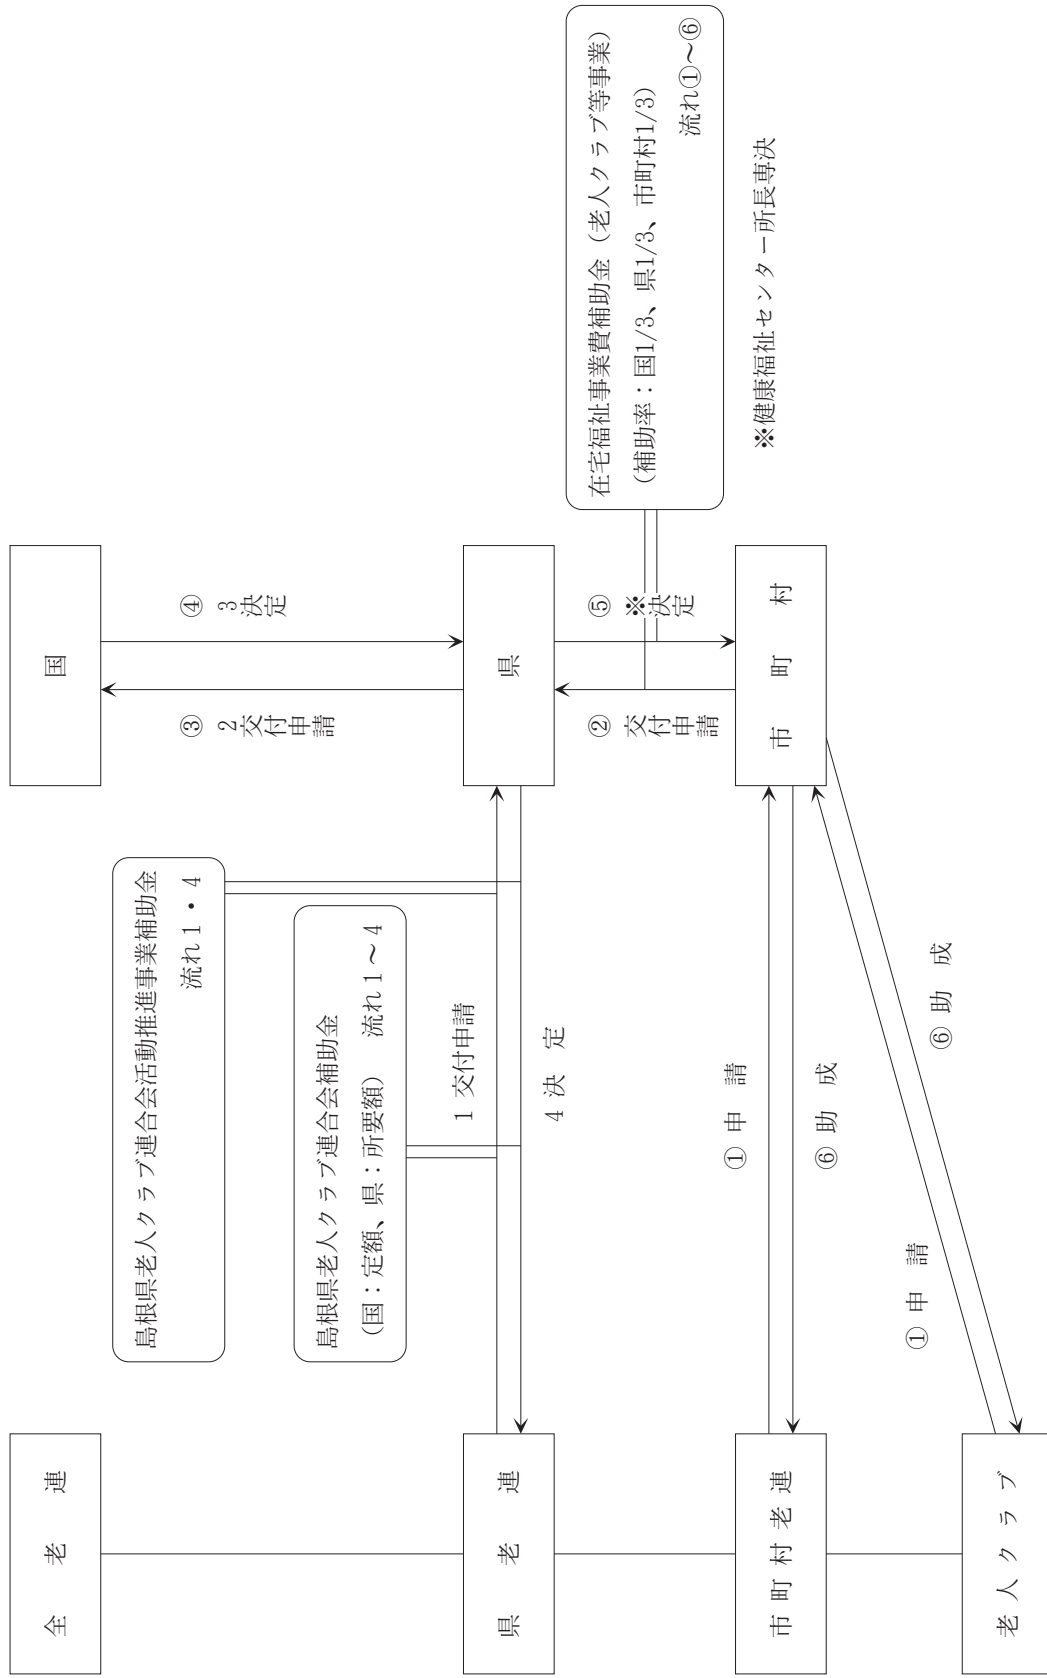 全老連
国
島根県老人クラブ連合会活動推進事業補助金
流れ1・4
③ 2交付申請
④ 3決定
島根県老人クラブ連合会補助金
(国：定額、県：所要額)　流れ1～4
1 交付申請
県老連
県
4 決 定
在宅福祉事業費補助金（老人クラブ等事業）
（補助率：国1/3、県1/3、市町村1/3）
流れ①～⑥
② 交付申請
⑤ ※決定
※健康福祉センター所長専決
① 申 請
市町村老連
市町村
⑥ 助 成
① 申 請
⑥ 助 成
老人クラブ